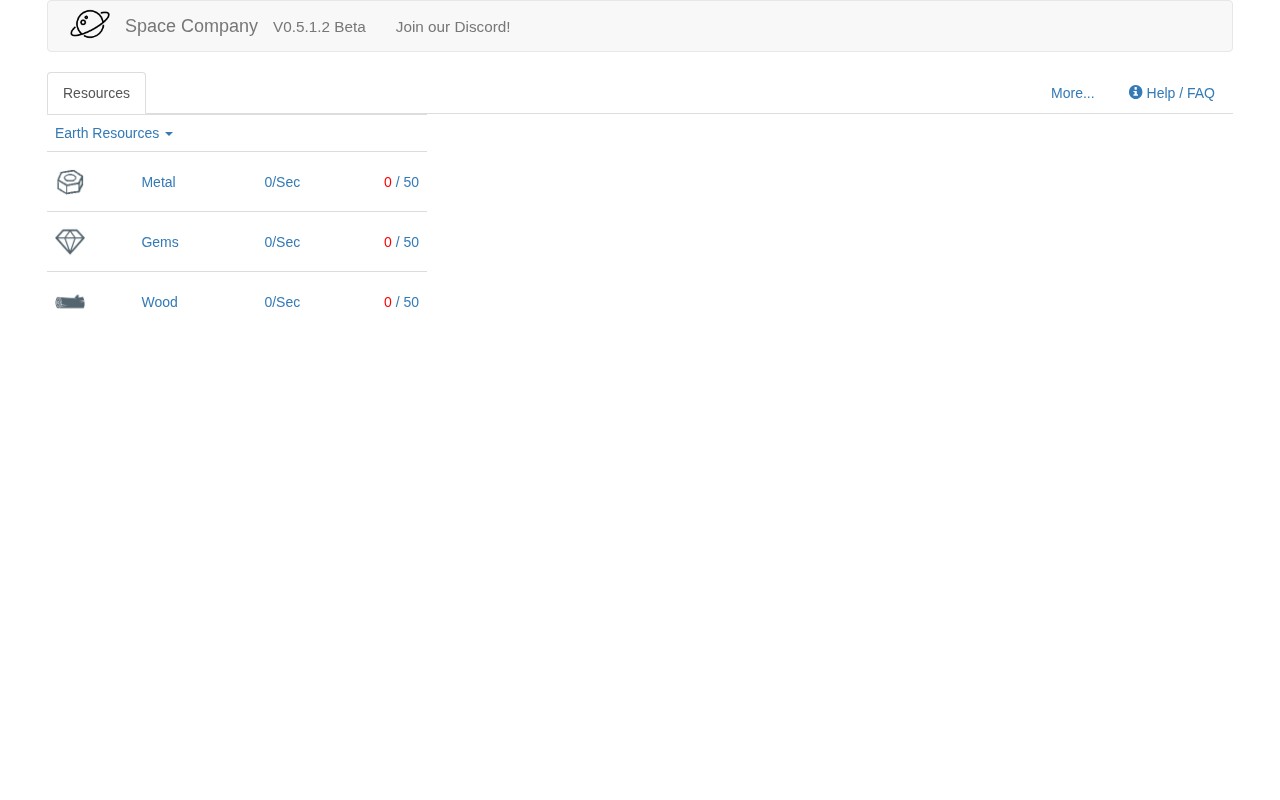 Space Company V0.5.1.2 Beta Join our Discord!
Resources More... Help / FAQ
Earth Resources
Metal 0/Sec 0 / 50
Gems 0/Sec 0 / 50
Wood 0/Sec 0 / 50